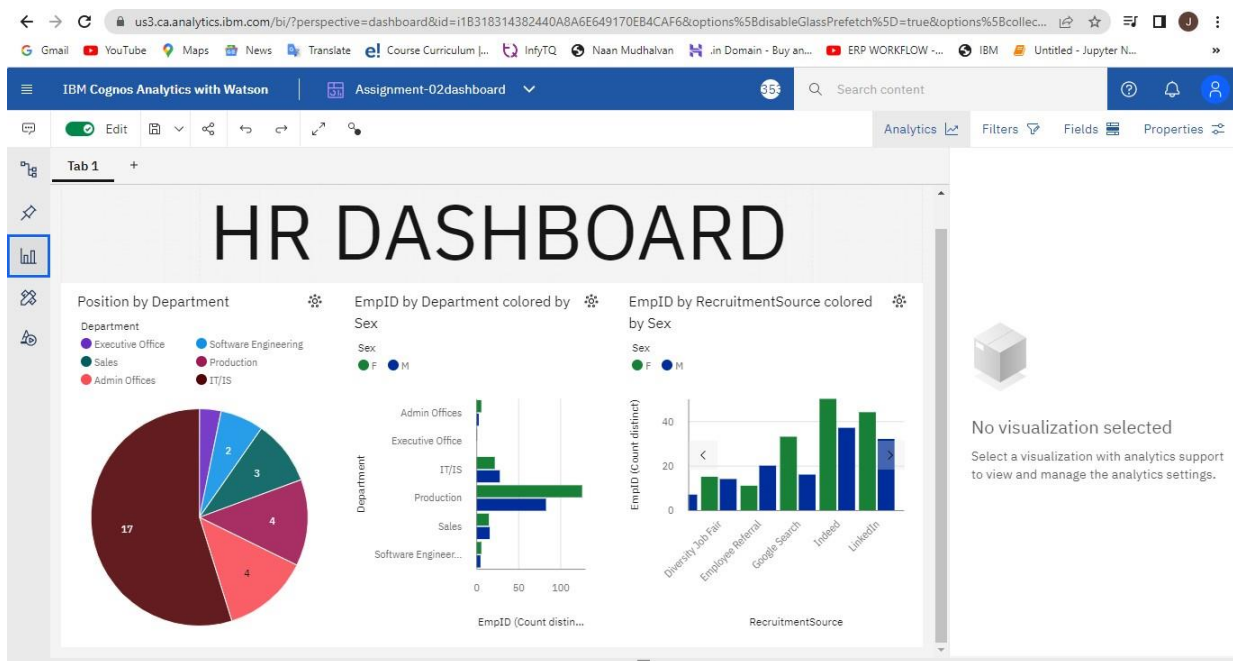 us3.ca.analytics.ibm.com/bi/?perspective=dashboard&id=i1B318314382440A8A6E649170EB4CAF6&options%5BdisableGlassPrefetch%5D=true&options%5Bcollec...
J
Gmail YouTube Maps News Translate Course Curriculum |... InfyTQ Naan Mudhalvan .in Domain - Buy an... ERP WORKFLOW -... IBM Untitled - Jupyter N... »
IBM Cognos Analytics with Watson Assignment-02dashboard 353 Search content
Edit Analytics Filters Fields Properties
Tab 1 +
HR DASHBOARD
Position by Department
Department
Executive Office Software Engineering
Sales Production
Admin Offices IT/IS
2
3
4
4
17
EmpID by Department colored by
Sex
Sex
F M
Department
Admin Offices
Executive Office
IT/IS
Production
Sales
Software Engineer...
0 50 100
EmpID (Count distin...
EmpID by RecruitmentSource colored
by Sex
Sex
F M
EmpID (Count distinct)
40
20
0
Diversity Job Fair
Employee Referral
Google Search
Indeed
LinkedIn
RecruitmentSource
No visualization selected
Select a visualization with analytics support
to view and manage the analytics settings.